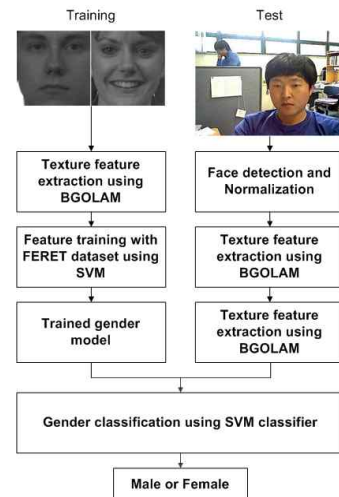 Training
Test
Texture feature
extraction using
BGOLAM
Face detection and
Normalization
Feature training with
FERET dataset using
SVM
Texture feature
extraction using
BGOLAM
Trained gender
model
Texture feature
extraction using
BGOLAM
Gender classification using SVM classifier
Male or Female